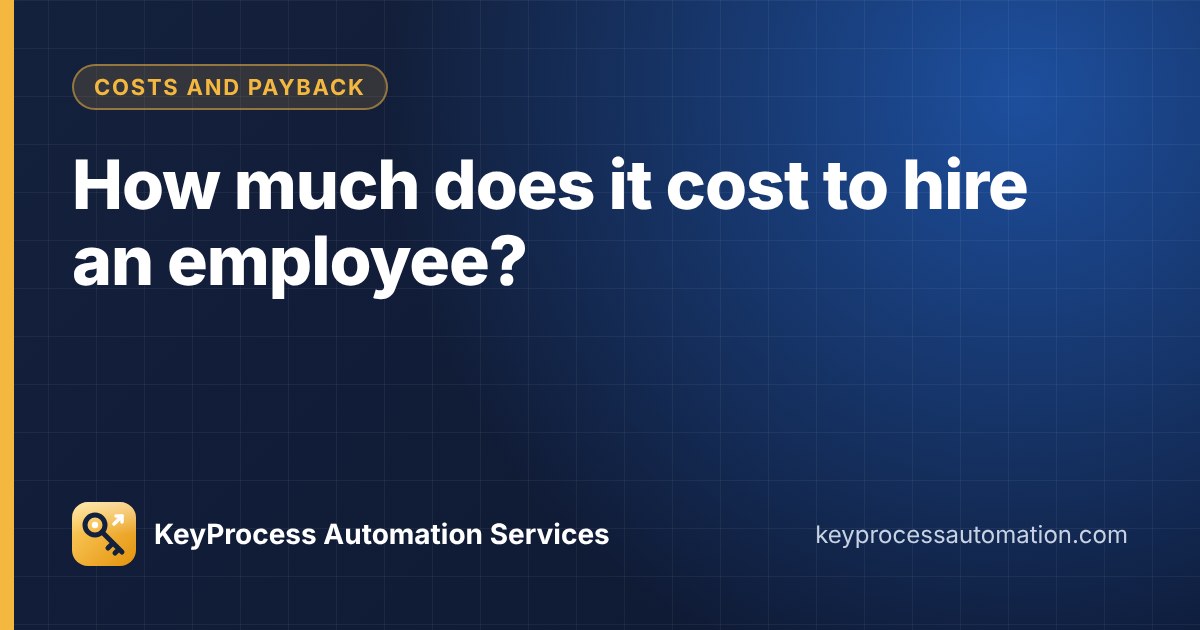 COSTS AND PAYBACK
How much does it cost to hire
an employee?
KeyProcess Automation Services
keyprocessautomation.com